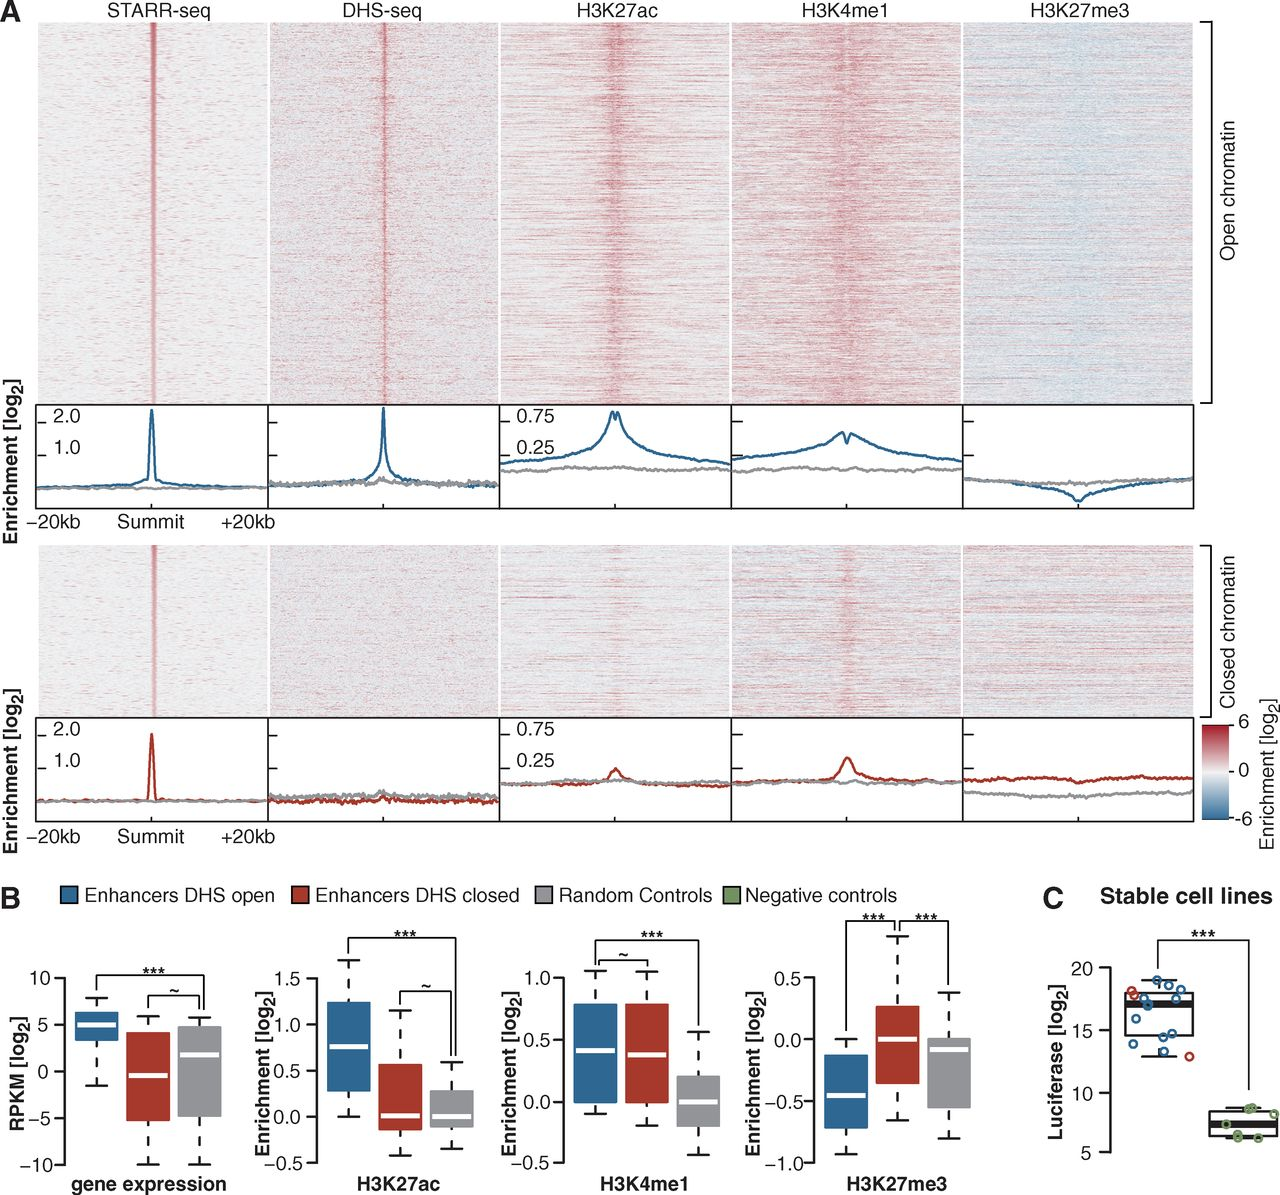 A
STARR-seq DHS-seq H3K27ac H3K4me1 H3K27me3
Open chromatin
Enrichment [log2]
2.0
1.0
0.75
0.25
−20kb Summit +20kb
Closed chromatin
Enrichment [log2]
2.0
1.0
0.75
0.25
−20kb Summit +20kb
6
0
-6
Enrichment [log2]
B
Enhancers DHS open Enhancers DHS closed Random Controls Negative controls
RPKM [log2]
10
5
0
−5
−10
***
~
gene expression
Enrichment [log2]
1.5
1.0
0.5
0.0
−0.5
***
~
H3K27ac
Enrichment [log2]
1.0
0.5
0.0
−0.5
***
~
H3K4me1
Enrichment [log2]
0.5
0.0
−0.5
−1.0
*** ***
H3K27me3
C Stable cell lines
Luciferase [log2]
20
15
10
5
***